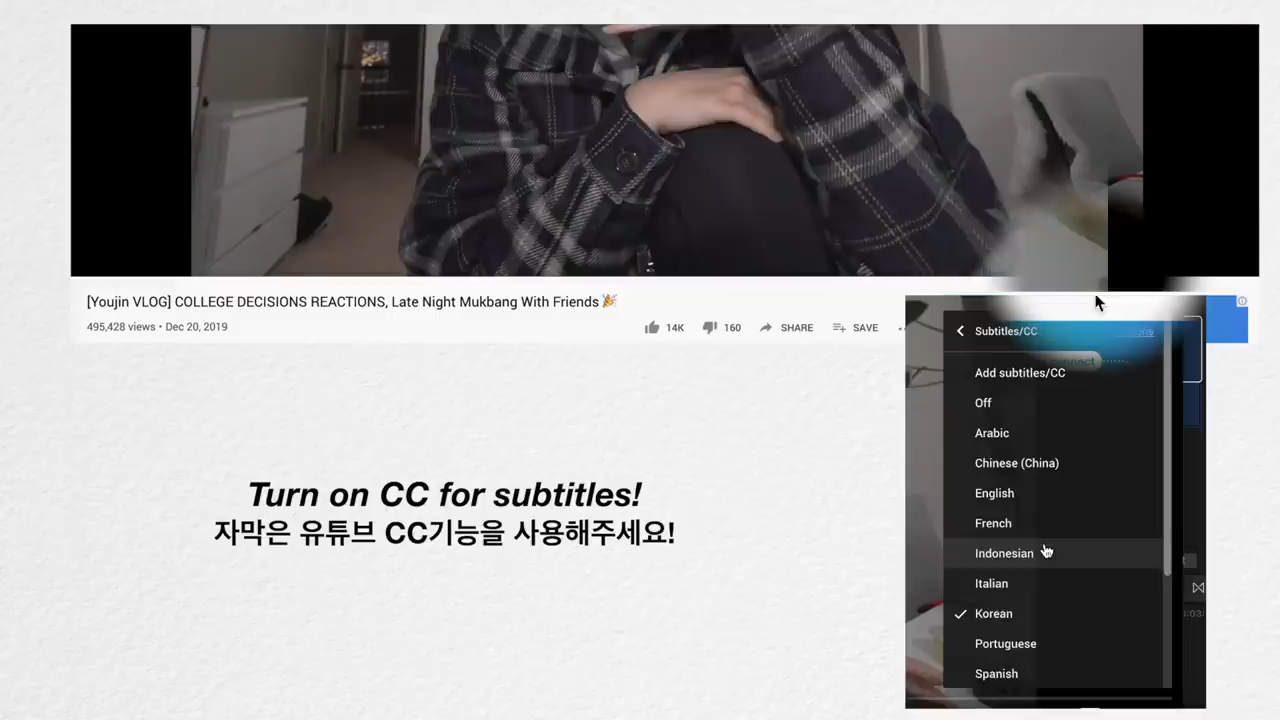 [Youjin VLOG] COLLEGE DECISIONS REACTIONS, Late Night Mukbang With Friends🎉
495,428 views • Dec 20, 2019
14K
160
SHARE
SAVE
Turn on CC for subtitles!
자막은 유튜브 CC기능을 사용해주세요!
Subtitles/CC
Add subtitles/CC
Off
Arabic
Chinese (China)
English
French
Indonesian
Italian
Korean
Portuguese
Spanish